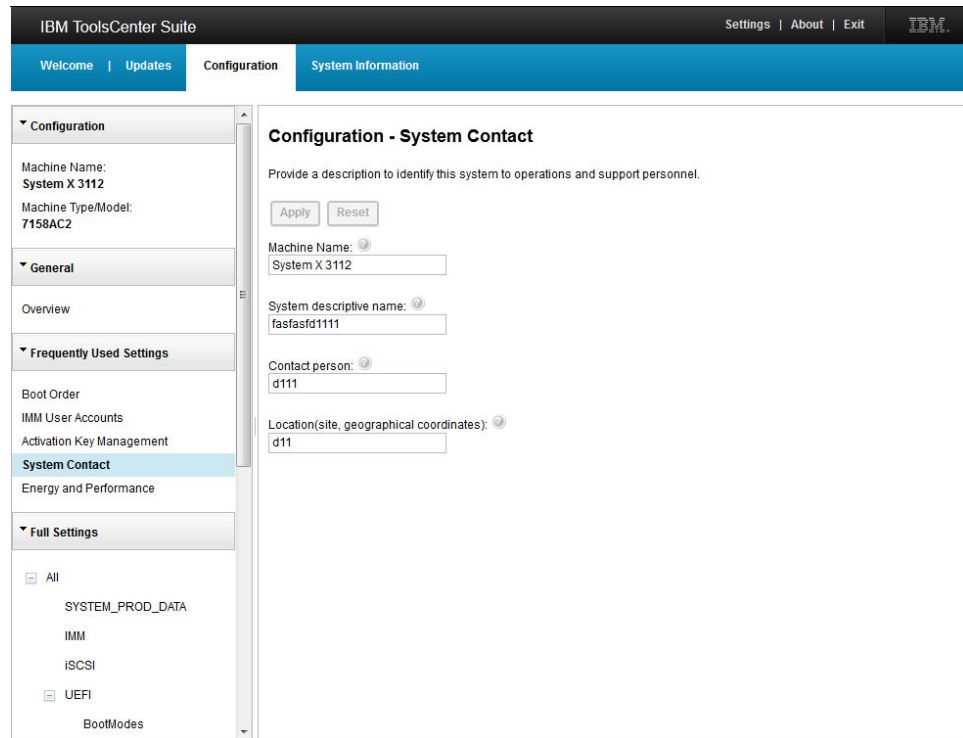 IBM ToolsCenter Suite
Settings | About | Exit
IBM.
Welcome | Updates
Configuration
System Information
Configuration
Machine Name:
System X 3112
Machine Type/Model:
7158AC2
General
Overview
Frequently Used Settings
Boot Order
IMM User Accounts
Activation Key Management
System Contact
Energy and Performance
Full Settings
All
SYSTEM_PROD_DATA
IMM
iSCSI
UEFI
BootModes
Configuration - System Contact
Provide a description to identify this system to operations and support personnel.
Apply
Reset
Machine Name: ?
System X 3112
System descriptive name: ?
fasfasfd1111
Contact person: ?
d111
Location(site, geographical coordinates): ?
d11